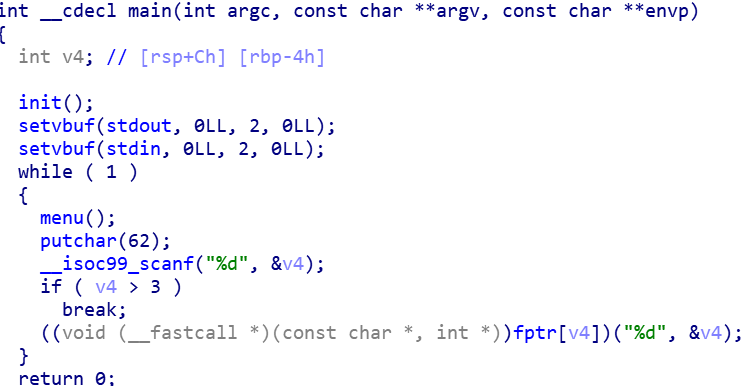 int __cdecl main(int argc, const char **argv, const char **envp)
{
int v4; // [rsp+Ch] [rbp-4h]
init();
setvbuf(stdout, 0LL, 2, 0LL);
setvbuf(stdin, 0LL, 2, 0LL);
while ( 1 )
{
menu();
putchar(62);
__isoc99_scanf("%d", &v4);
if ( v4 > 3 )
break;
((void (__fastcall *)(const char *, int *))fptr[v4])("%d", &v4);
}
return 0;